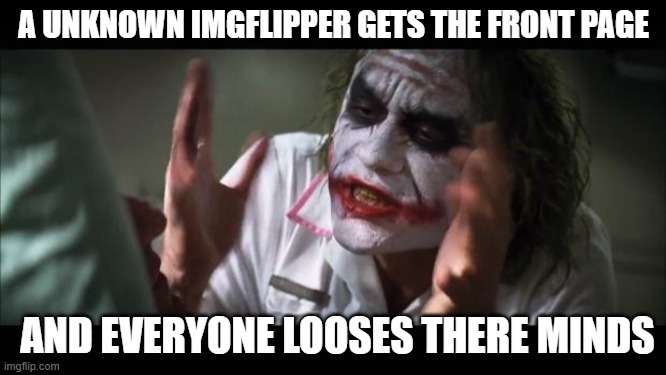 A UNKNOWN IMGFLIPPER GETS THE FRONT PAGE
AND EVERYONE LOOSES THERE MINDS
imgflip.com